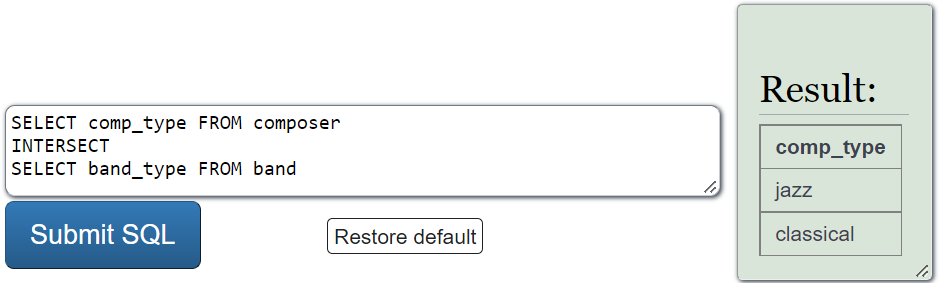 SELECT comp_type FROM composer
INTERSECT
SELECT band_type FROM band
Submit SQL
Restore default
Result:
comp_type
jazz
classical